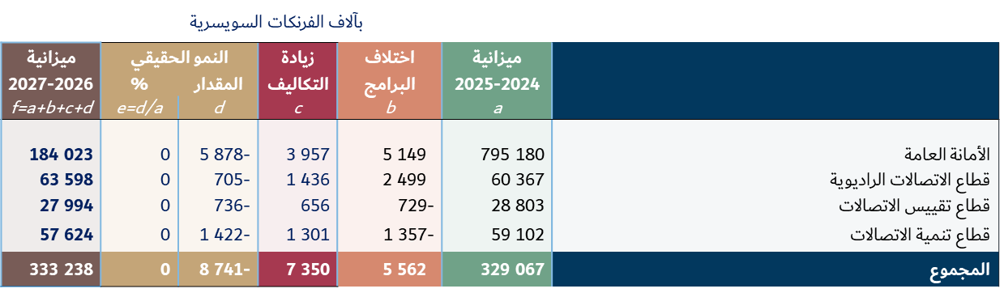 بآلاف الفرنكات السويسرية
ميزانية 2024-2025 a اختلاف البرامج b زيادة التكاليف c النمو الحقيقي المقدار d % e=d/a ميزانية 2026-2027 f=a+b+c+d
الأمانة العامة 795 180 5 149 3 957 5 878- 0 184 023
قطاع الاتصالات الراديوية 60 367 2 499 1 436 705- 0 63 598
قطاع تقييس الاتصالات 28 803 729- 656 736- 0 27 994
قطاع تنمية الاتصالات 59 102 1 357- 1 301 1 422- 0 57 624
المجموع 329 067 5 562 7 350 8 741- 0 333 238